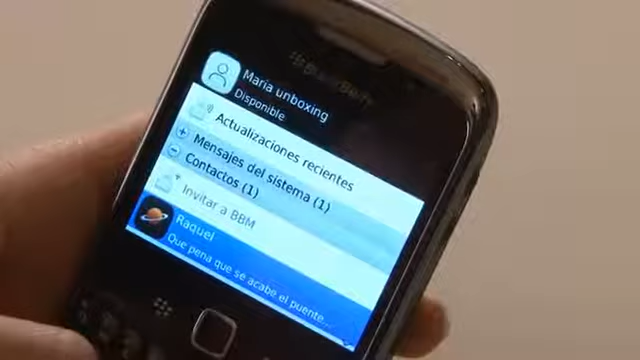 BlackBerry
María unboxing
Disponible
Actualizaciones recientes
Mensajes del sistema (1)
Contactos (1)
Invitar a BBM
Raquel
Que pena que se acabe el puente...